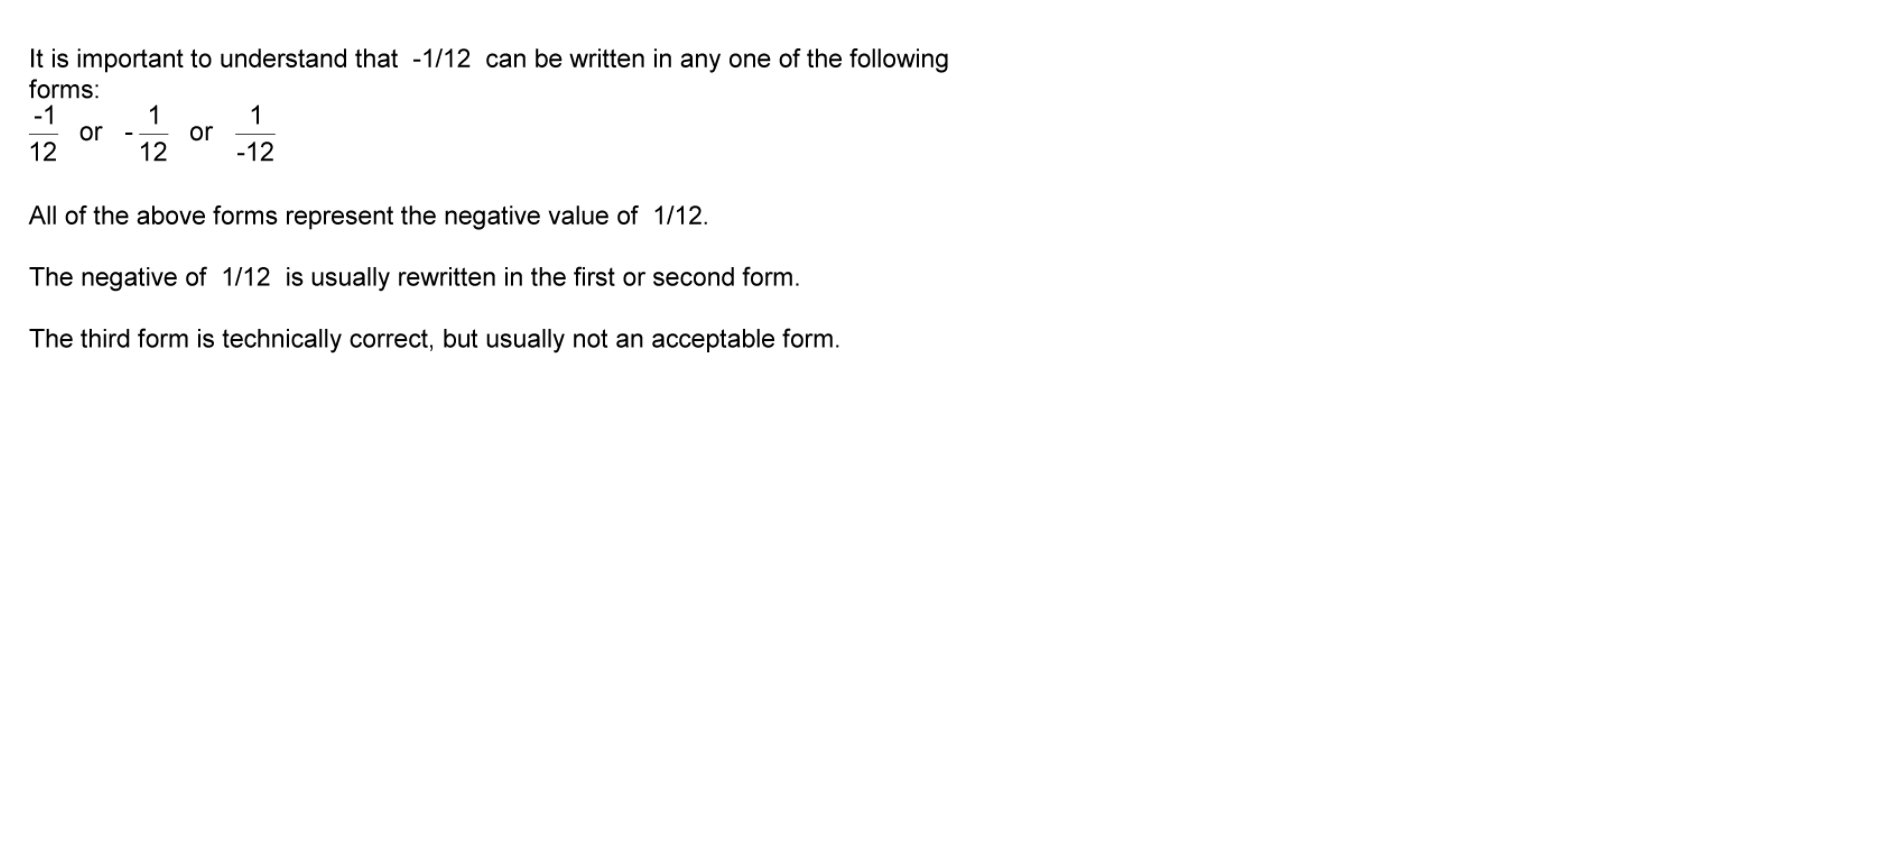 It is important to understand that -1/12 can be written in any one of the following
forms:
-1/12 or - 1/12 or 1/-12
All of the above forms represent the negative value of 1/12.
The negative of 1/12 is usually rewritten in the first or second form.
The third form is technically correct, but usually not an acceptable form.